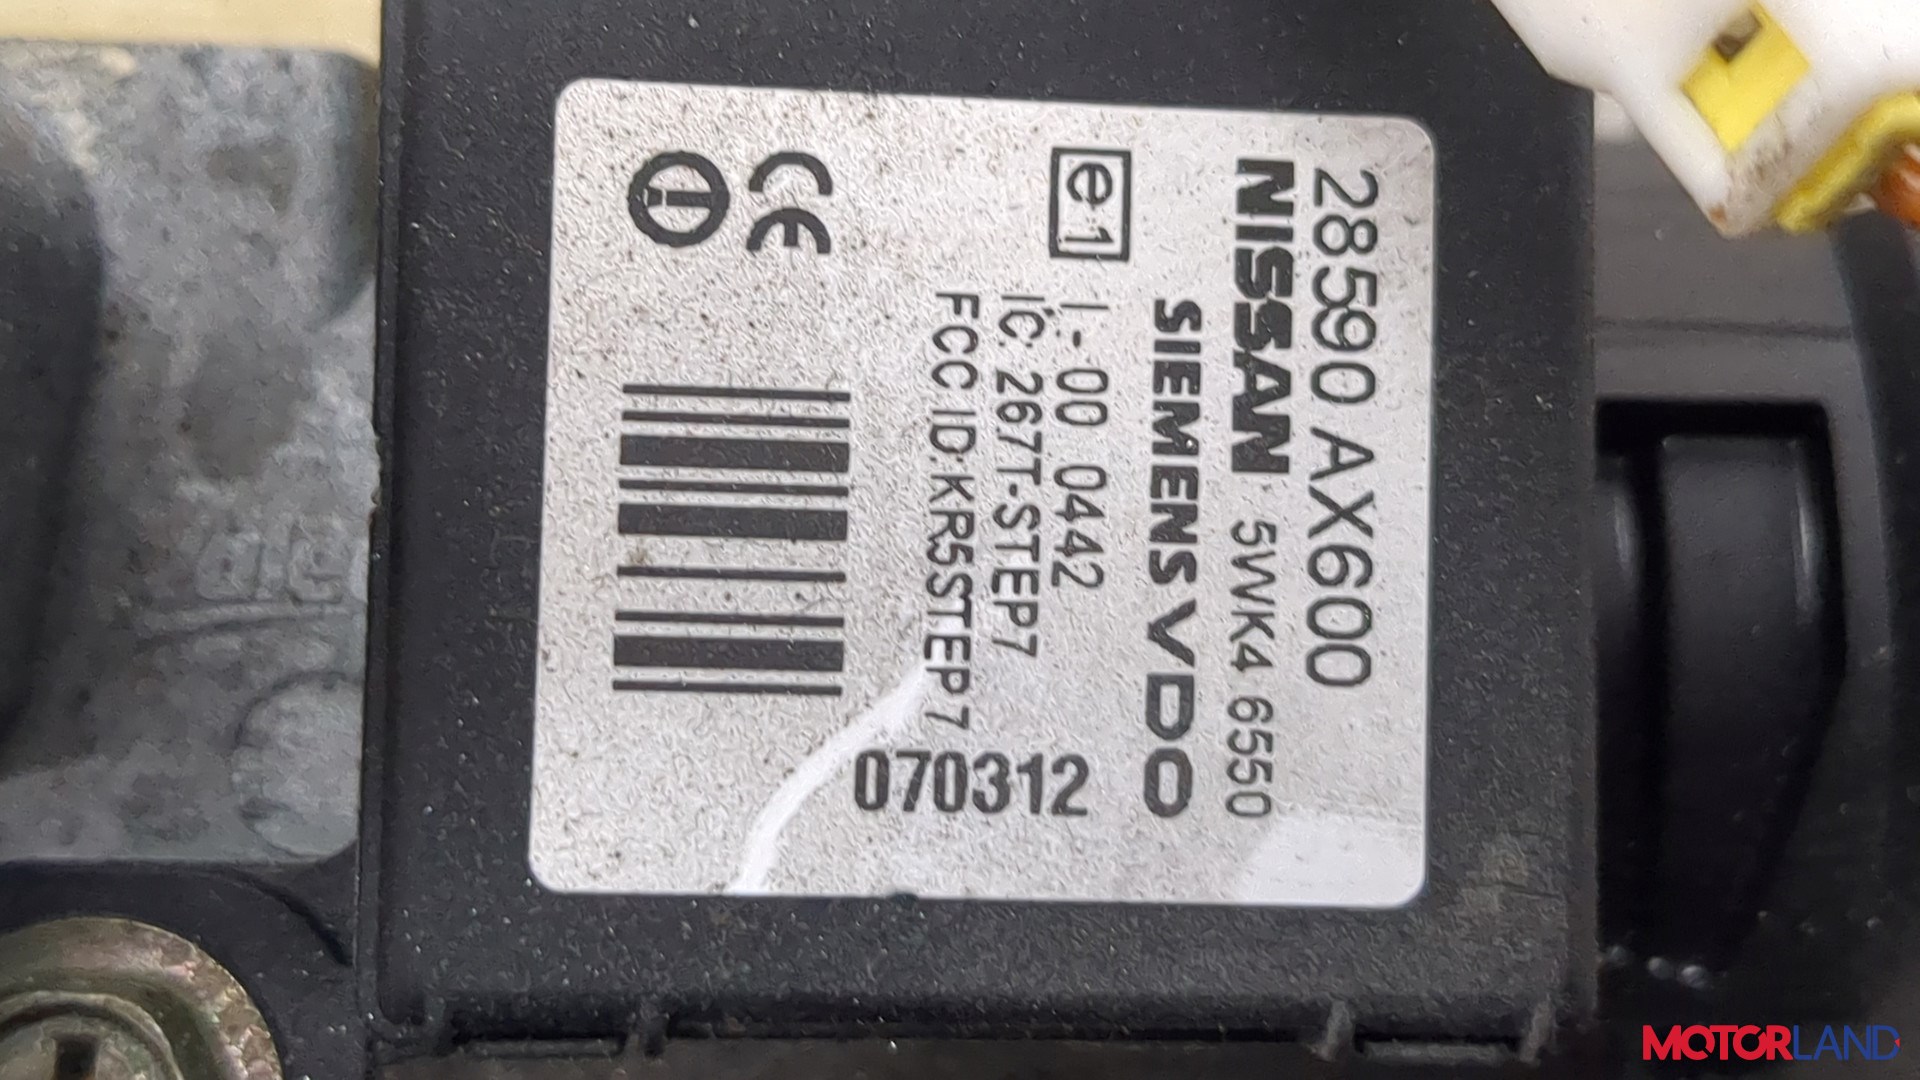 28590 AX600
NISSAN 5WK4 6550
SIEMENS VDO
e1 I - 00 0442
IC: 267T-STEP7
FCC ID: KR5STEP7
070312
CE
Valeo
MOTORLAND